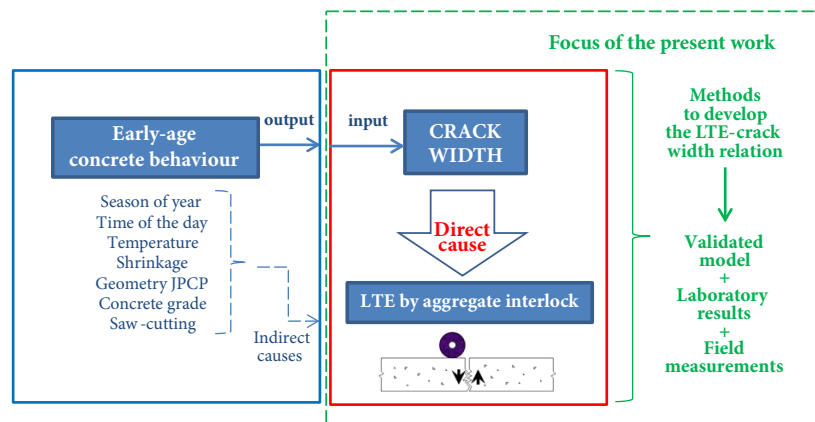 Focus of the present work
Early-age
concrete behaviour
output
input
CRACK
WIDTH
Season of year
Time of the day
Temperature
Shrinkage
Geometry JPCP
Concrete grade
Saw-cutting
Indirect
causes
Direct
cause
LTE by aggregate interlock
Methods
to develop
the LTE-crack
width relation
Validated
model
+
Laboratory
results
+
Field
measurements